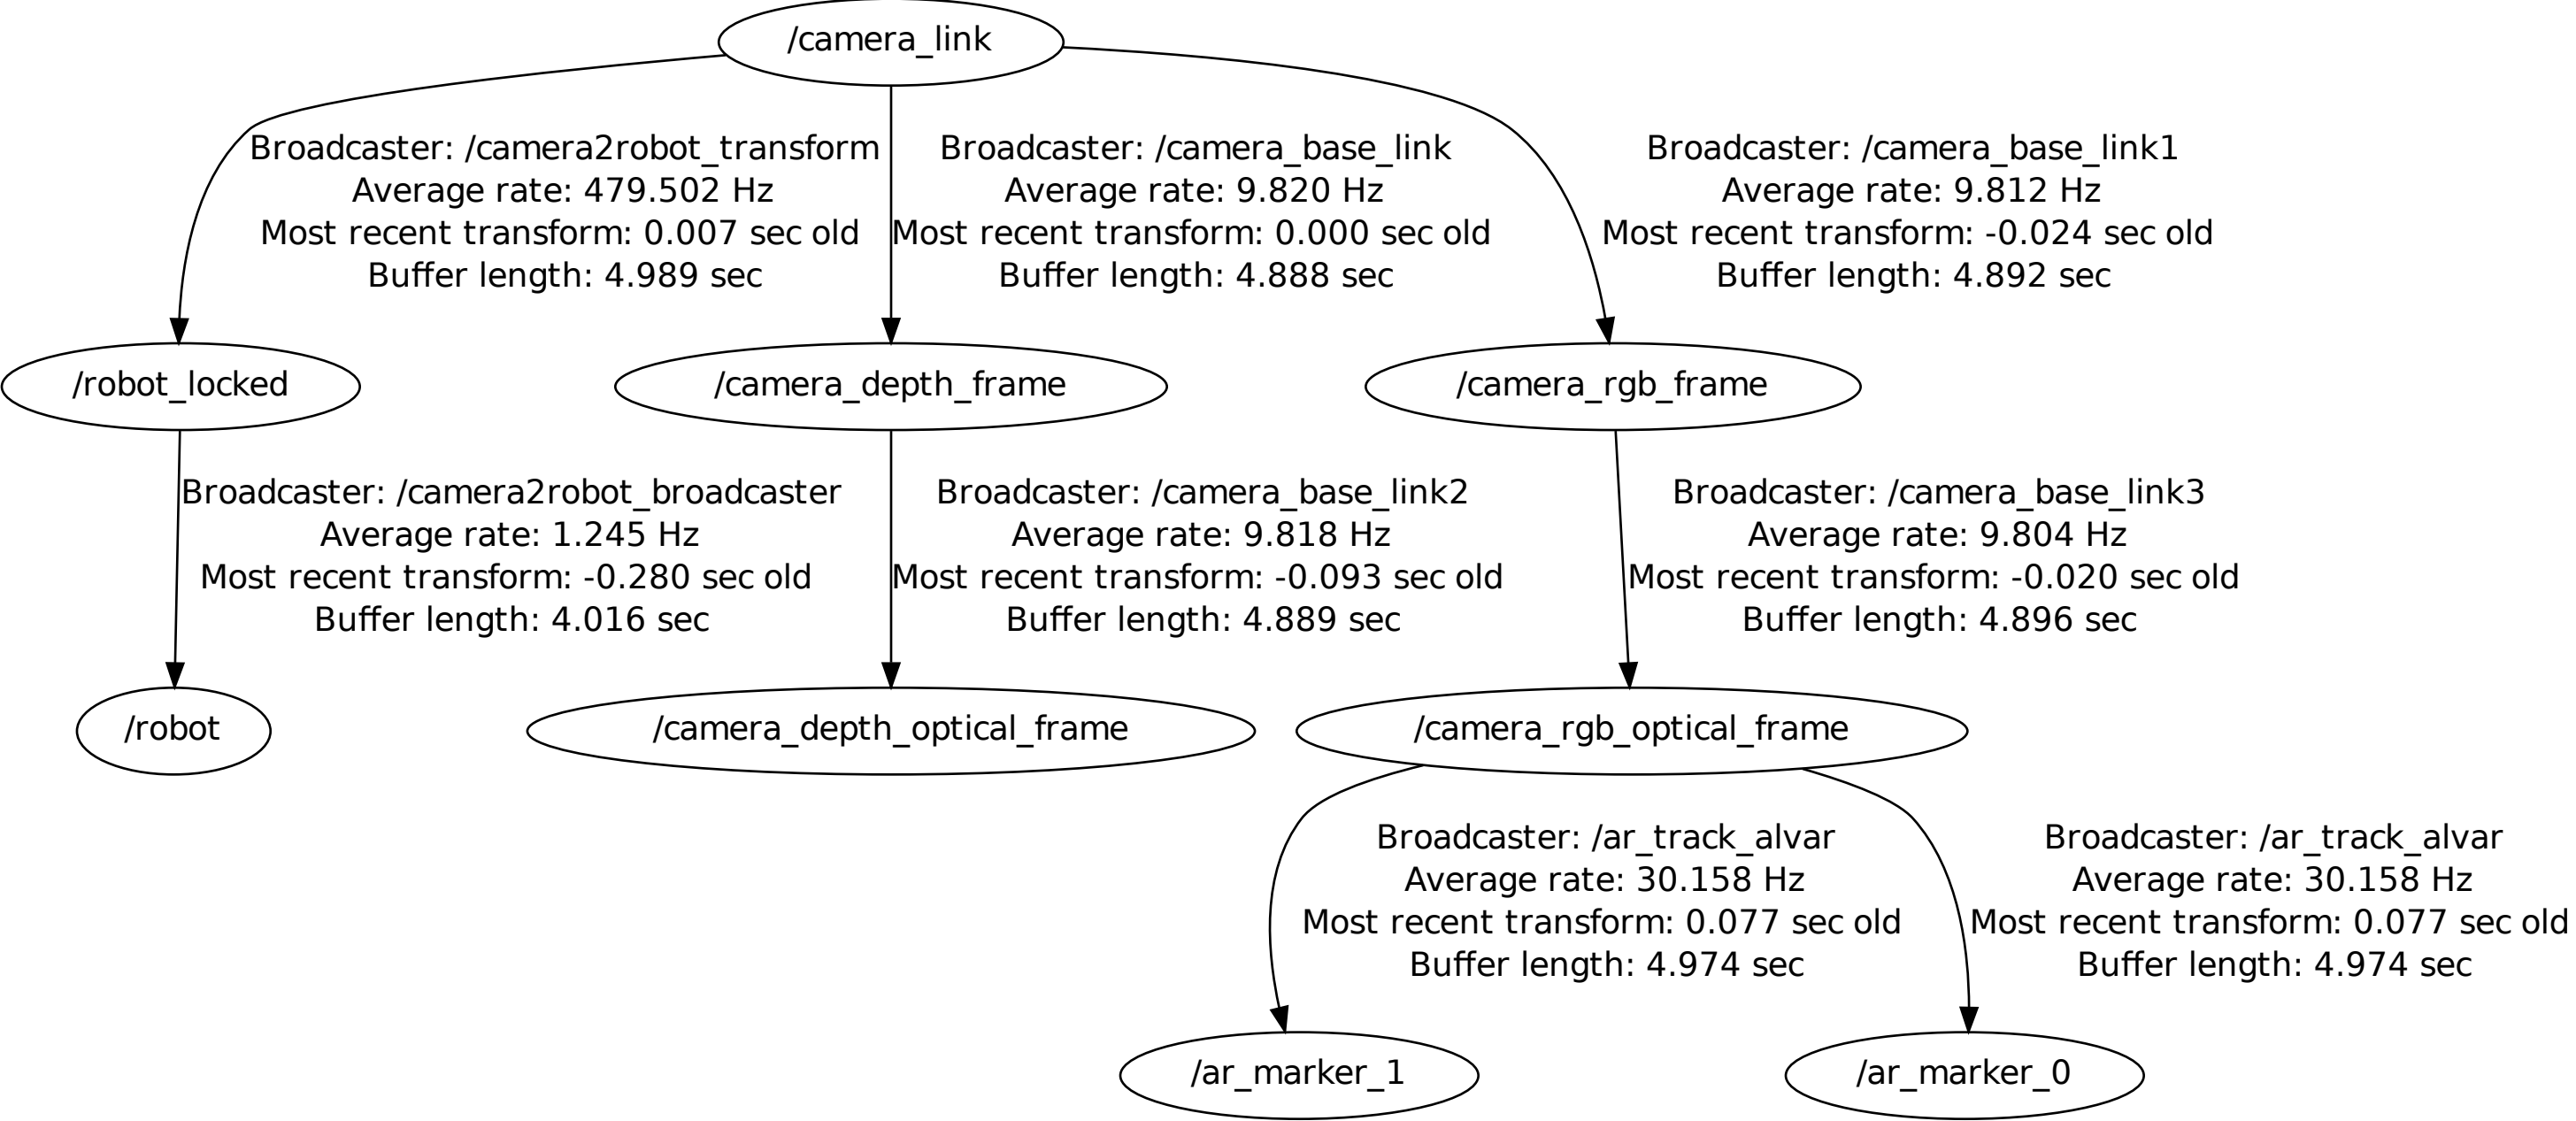 /camera_link
Broadcaster: /camera2robot_transform
Average rate: 479.502 Hz
Most recent transform: 0.007 sec old
Buffer length: 4.989 sec
Broadcaster: /camera_base_link
Average rate: 9.820 Hz
Most recent transform: 0.000 sec old
Buffer length: 4.888 sec
Broadcaster: /camera_base_link1
Average rate: 9.812 Hz
Most recent transform: -0.024 sec old
Buffer length: 4.892 sec
/robot_locked
/camera_depth_frame
/camera_rgb_frame
Broadcaster: /camera2robot_broadcaster
Average rate: 1.245 Hz
Most recent transform: -0.280 sec old
Buffer length: 4.016 sec
Broadcaster: /camera_base_link2
Average rate: 9.818 Hz
Most recent transform: -0.093 sec old
Buffer length: 4.889 sec
Broadcaster: /camera_base_link3
Average rate: 9.804 Hz
Most recent transform: -0.020 sec old
Buffer length: 4.896 sec
/robot
/camera_depth_optical_frame
/camera_rgb_optical_frame
Broadcaster: /ar_track_alvar
Average rate: 30.158 Hz
Most recent transform: 0.077 sec old
Buffer length: 4.974 sec
Broadcaster: /ar_track_alvar
Average rate: 30.158 Hz
Most recent transform: 0.077 sec old
Buffer length: 4.974 sec
/ar_marker_1
/ar_marker_0